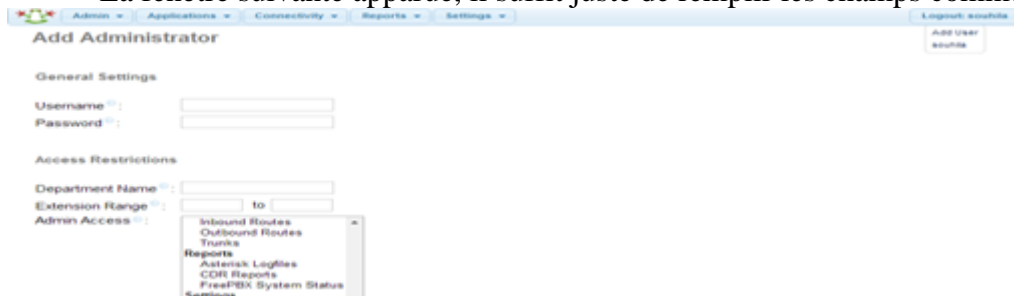 La fenêtre suivante apparue, il suffit juste de remplir les champs comme
Admin Applications Connectivity Reports Settings Logout: souhila
Add Administrator
Add User
souhila
General Settings
Username :
Password :
Access Restrictions
Department Name :
Extension Range : to
Admin Access :
Inbound Routes
Outbound Routes
Trunks
Reports
Asterisk Logfiles
CDR Reports
FreePBX System Status
Settings